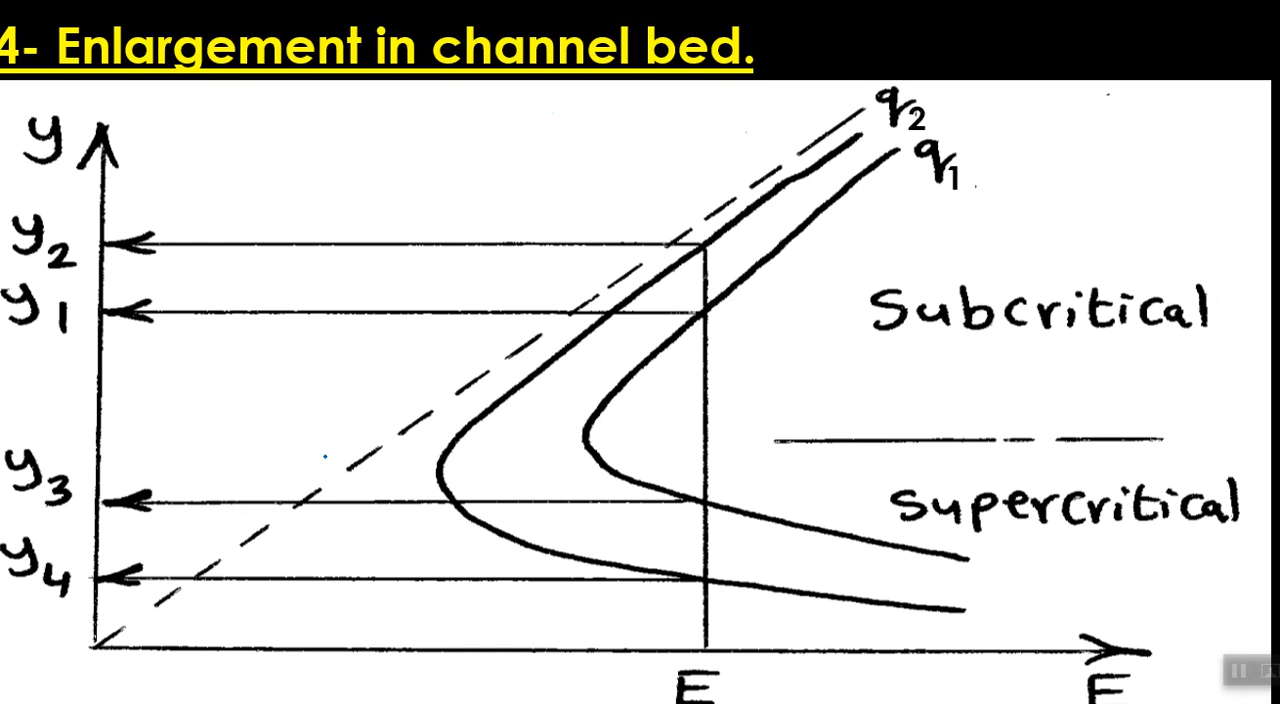 4- Enlargement in channel bed.
y
q2
q1
y2
y1
Subcritical
y3
supercritical
y4
E
E